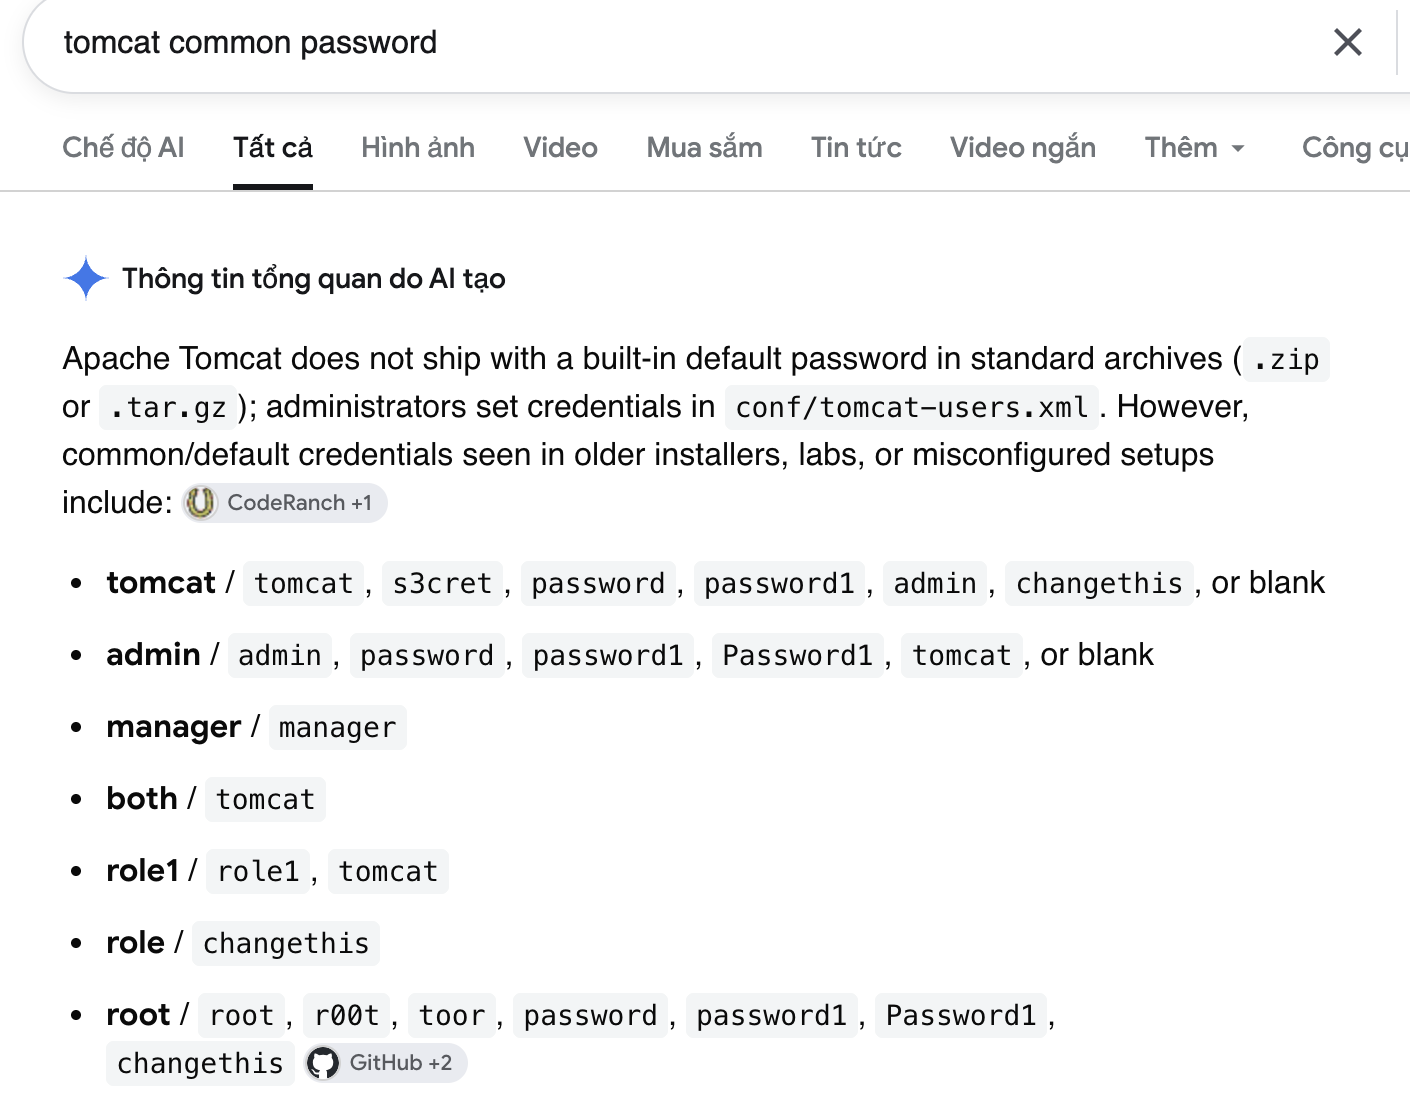 tomcat common password
Chế độ AI Tất cả Hình ảnh Video Mua sắm Tin tức Video ngắn Thêm Công cụ
Thông tin tổng quan do AI tạo
Apache Tomcat does not ship with a built-in default password in standard archives ( .zip
or .tar.gz ); administrators set credentials in conf/tomcat-users.xml . However,
common/default credentials seen in older installers, labs, or misconfigured setups
include: CodeRanch +1
• tomcat / tomcat , s3cret , password , password1 , admin , changethis , or blank
• admin / admin , password , password1 , Password1 , tomcat , or blank
• manager / manager
• both / tomcat
• role1 / role1 , tomcat
• role / changethis
• root / root , r00t , toor , password , password1 , Password1 ,
changethis GitHub +2